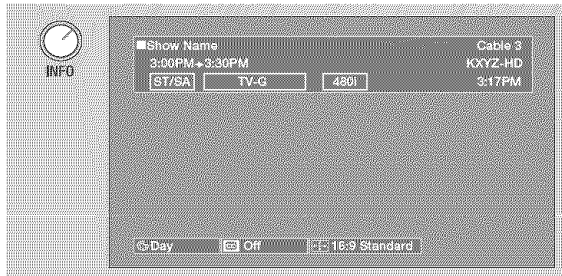 INFO
Show Name Cable 3
3:00PM→3:30PM KXYZ-HD
ST/SA TV-G 480i 3:17PM
Day CC Off 16:9 Standard